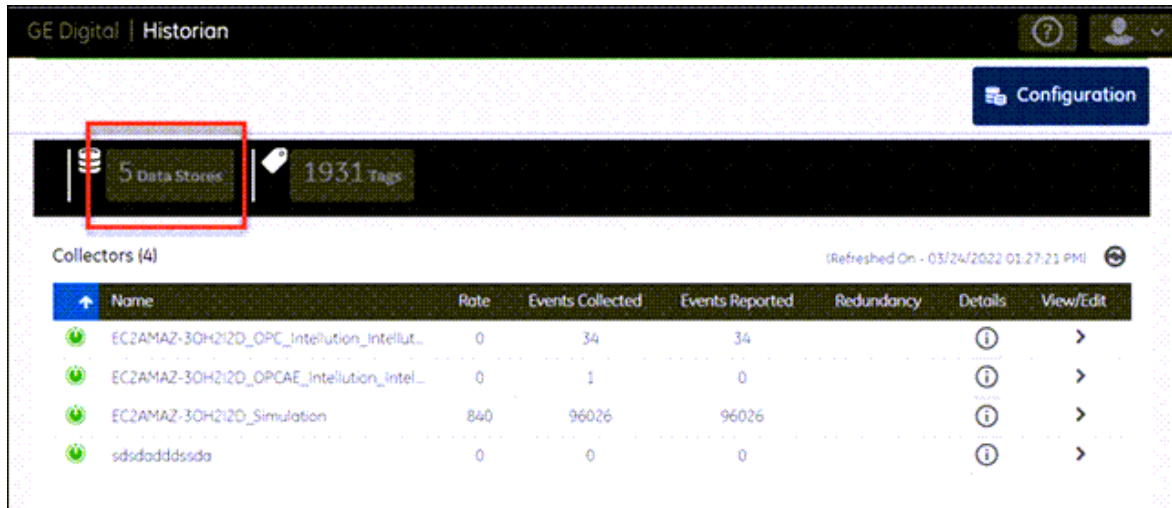 GE Digital | Historian
Configuration
5 Data Stores 1931 Tags
Collectors (4) (Refreshed On - 03/24/2022 01:27:21 PM)
Name Rate Events Collected Events Reported Redundancy Details View/Edit
EC2AMAZ-3OH2I2D_OPC_Intellution_Intellut... 0 34 34
EC2AMAZ-3OH2I2D_OPCAE_Intellution_Intel... 0 1 0
EC2AMAZ-3OH2I2D_Simulation 840 96026 96026
sdsdadddssda 0 0 0